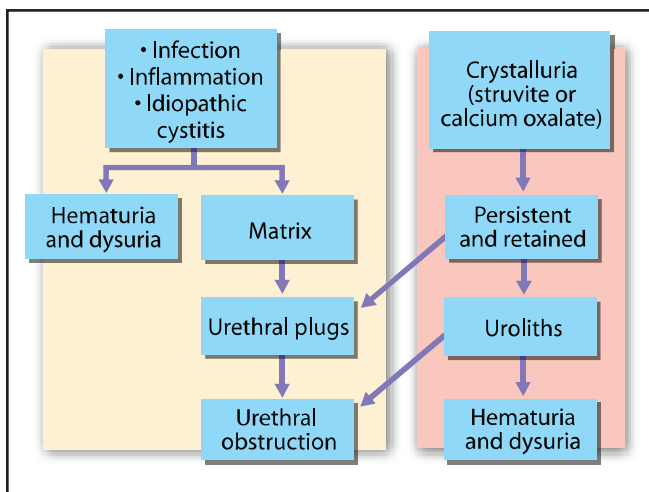 • Infection
• Inflammation
• Idiopathic
cystitis
Hematuria
and dysuria
Matrix
Urethral plugs
Urethral
obstruction
Crystalluria
(struvite or
calcium oxalate)
Persistent
and retained
Uroliths
Hematuria
and dysuria